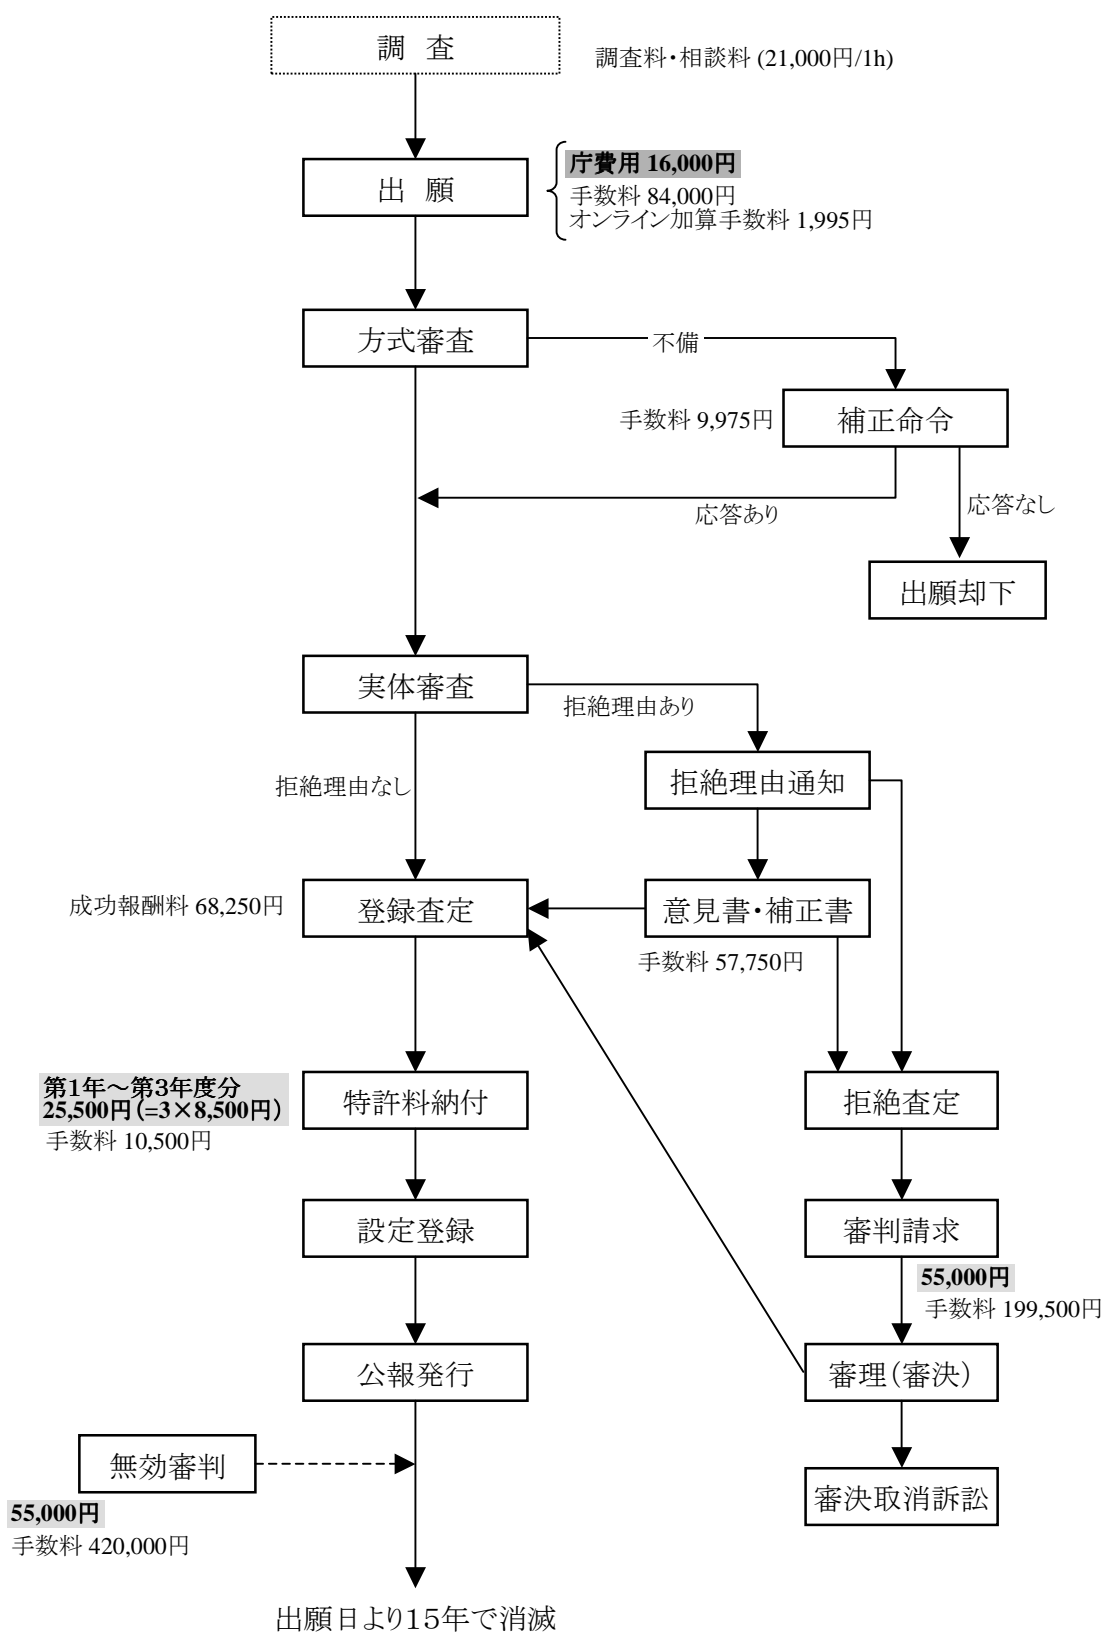 調 査
調査料・相談料 (21,000円/1h)
出 願
庁費用 16,000円
手数料 84,000円
オンライン加算手数料 1,995円
方式審査
不備
手数料 9,975円
補正命令
応答あり
応答なし
出願却下
実体審査
拒絶理由あり
拒絶理由なし
拒絶理由通知
成功報酬料 68,250円
登録査定
意見書・補正書
手数料 57,750円
第1年～第3年度分
25,500円(=3×8,500円)
手数料 10,500円
特許料納付
拒絶査定
設定登録
審判請求
55,000円
手数料 199,500円
公報発行
審理(審決)
無効審判
55,000円
手数料 420,000円
審決取消訴訟
出願日より15年で消滅